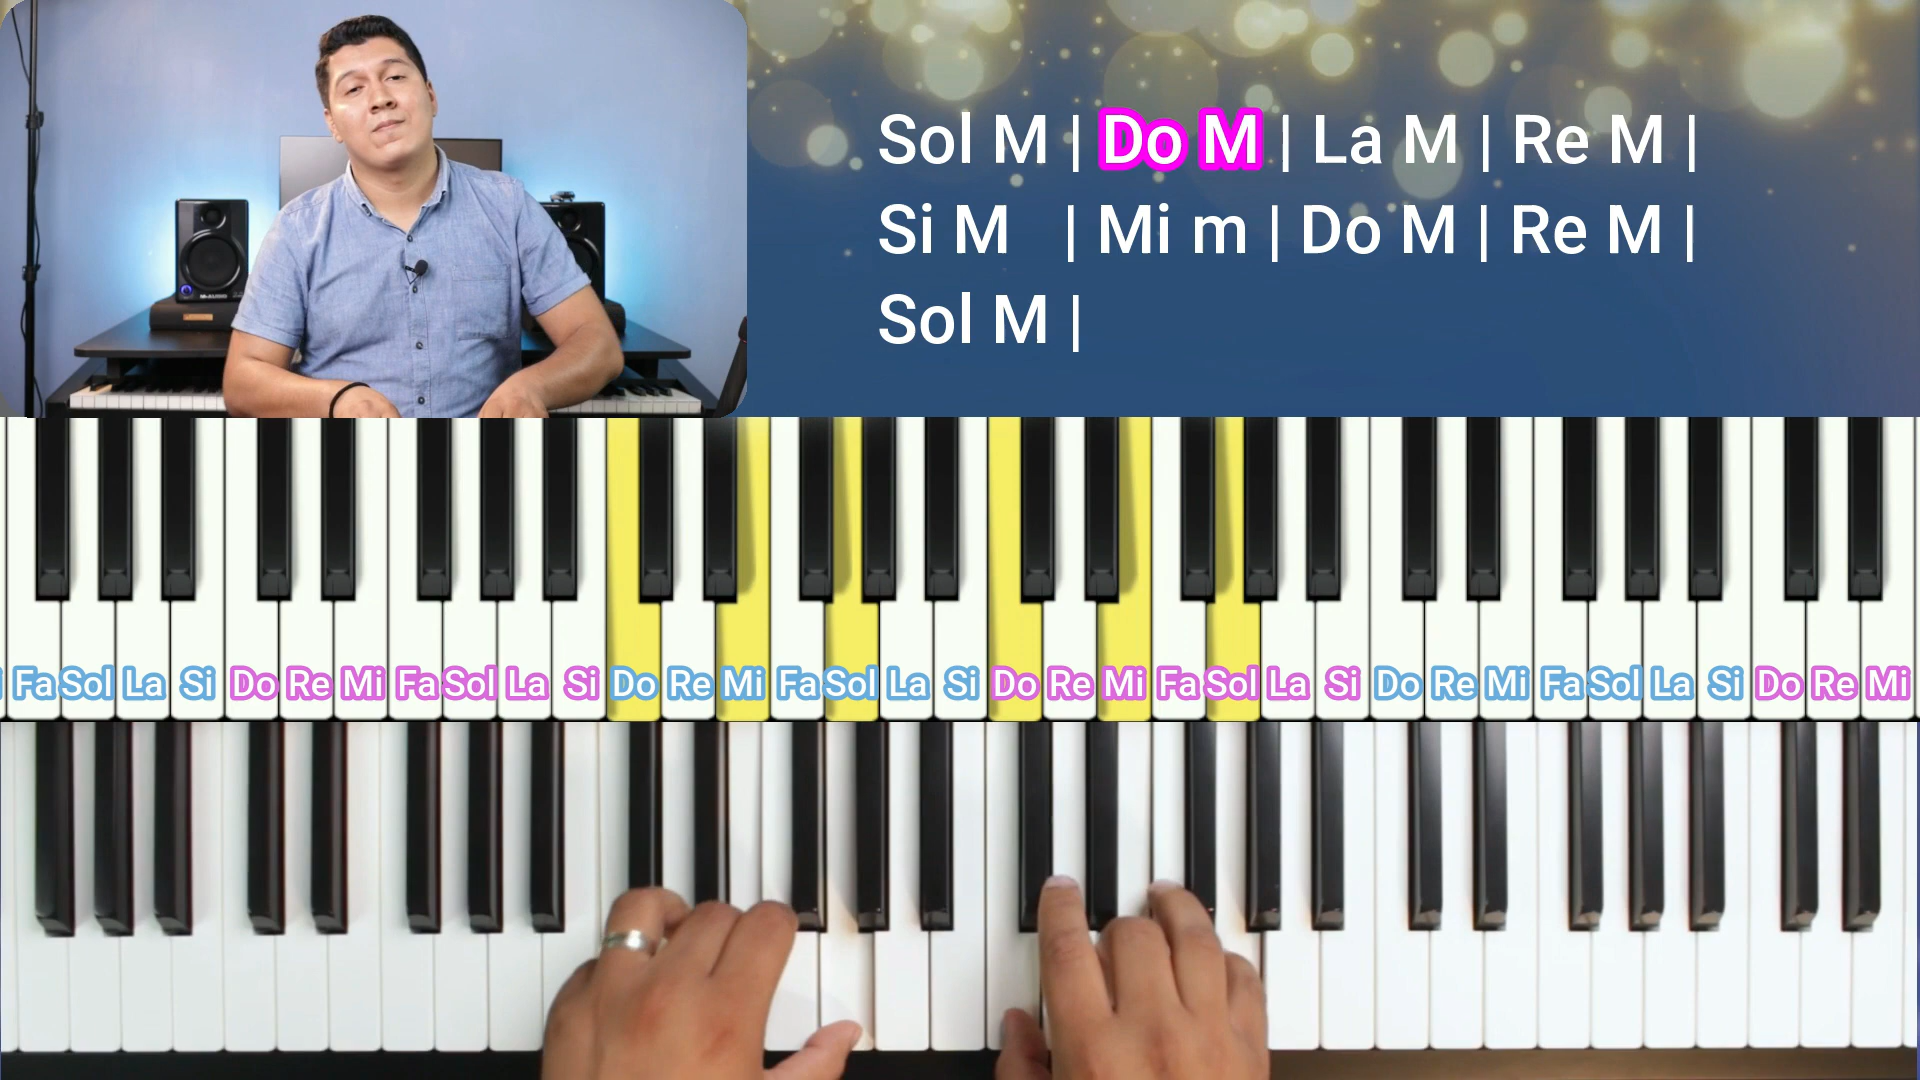 Sol M | Do M | La M | Re M |
Si M | Mi m | Do M | Re M |
Sol M |
M-AUDIO
Fa Sol La Si Do Re Mi Fa Sol La Si Do Re Mi Fa Sol La Si Do Re Mi Fa Sol La Si Do Re Mi Fa Sol La Si Do Re Mi